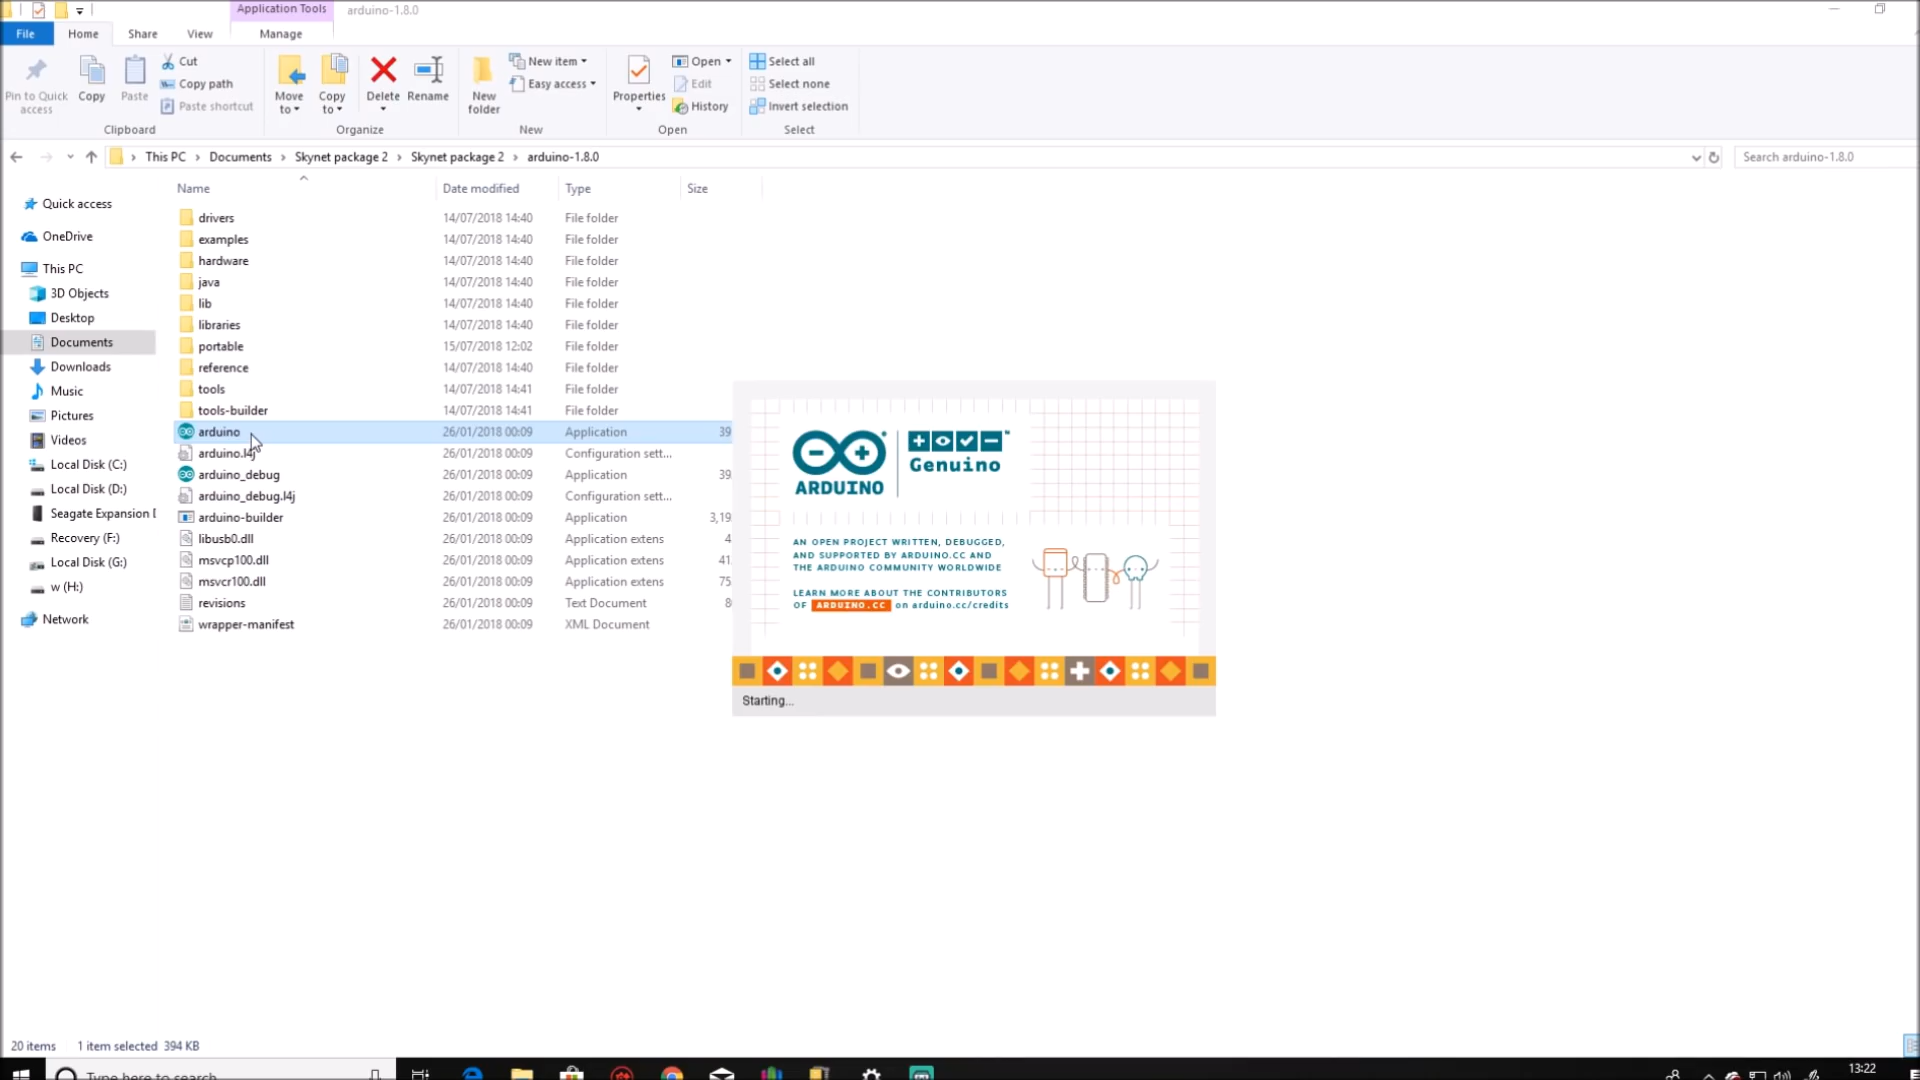 Application Tools
arduino-1.8.0
File
Home
Share
View
Manage
Pin to Quick access
Copy
Paste
Cut
Copy path
Paste shortcut
Clipboard
Move to
Copy to
Delete
Rename
Organize
New folder
New item
Easy access
New
Properties
Open
Edit
History
Open
Select all
Select none
Invert selection
Select
This PC > Documents > Skynet package 2 > Skynet package 2 > arduino-1.8.0
Search arduino-1.8.0
Name Date modified Type Size
Quick access
OneDrive
This PC
3D Objects
Desktop
Documents
Downloads
Music
Pictures
Videos
Local Disk (C:)
Local Disk (D:)
Seagate Expansion D
Recovery (F:)
Local Disk (G:)
w (H:)
Network
drivers 14/07/2018 14:40 File folder
examples 14/07/2018 14:40 File folder
hardware 14/07/2018 14:40 File folder
java 14/07/2018 14:40 File folder
lib 14/07/2018 14:40 File folder
libraries 14/07/2018 14:40 File folder
portable 15/07/2018 12:02 File folder
reference 14/07/2018 14:40 File folder
tools 14/07/2018 14:41 File folder
tools-builder 14/07/2018 14:41 File folder
arduino 26/01/2018 00:09 Application 39
arduino.l4j 26/01/2018 00:09 Configuration sett...
arduino_debug 26/01/2018 00:09 Application 39
arduino_debug.l4j 26/01/2018 00:09 Configuration sett...
arduino-builder 26/01/2018 00:09 Application 3,19
libusb0.dll 26/01/2018 00:09 Application extens 4
msvcp100.dll 26/01/2018 00:09 Application extens 41
msvcr100.dll 26/01/2018 00:09 Application extens 75
revisions 26/01/2018 00:09 Text Document 8
wrapper-manifest 26/01/2018 00:09 XML Document
ARDUINO
Genuino
™
AN OPEN PROJECT WRITTEN, DEBUGGED,
AND SUPPORTED BY ARDUINO.CC AND
THE ARDUINO COMMUNITY WORLDWIDE
LEARN MORE ABOUT THE CONTRIBUTORS
OF ARDUINO.CC on arduino.cc/credits
Starting...
20 items 1 item selected 394 KB
Type here to search
13:22